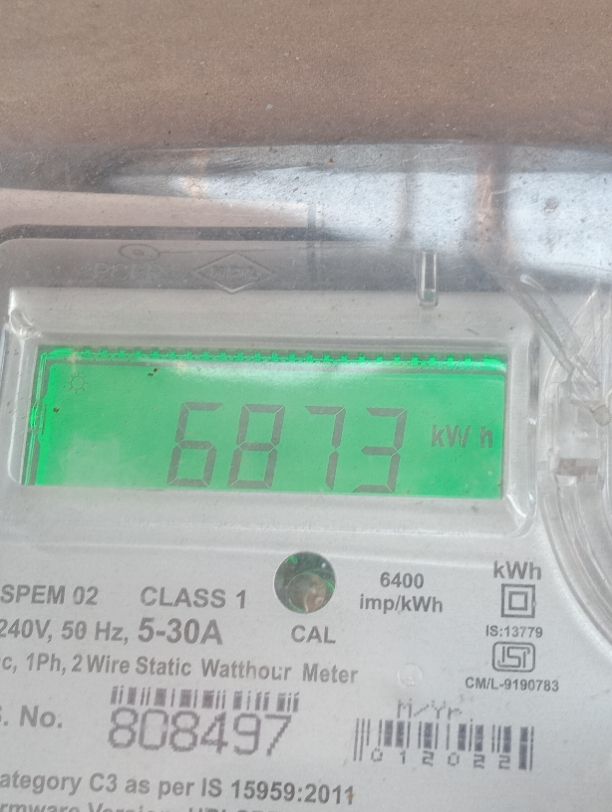 6873 kWh
SPEM 02 CLASS 1
6400
imp/kWh
kWh
240V, 50 Hz, 5-30A
CAL
IS:13779
ISI
c, 1Ph, 2 Wire Static Watthour Meter
CM/L-9190783
. No. 808497
M/Yr
012022
ategory C3 as per IS 15959:2011